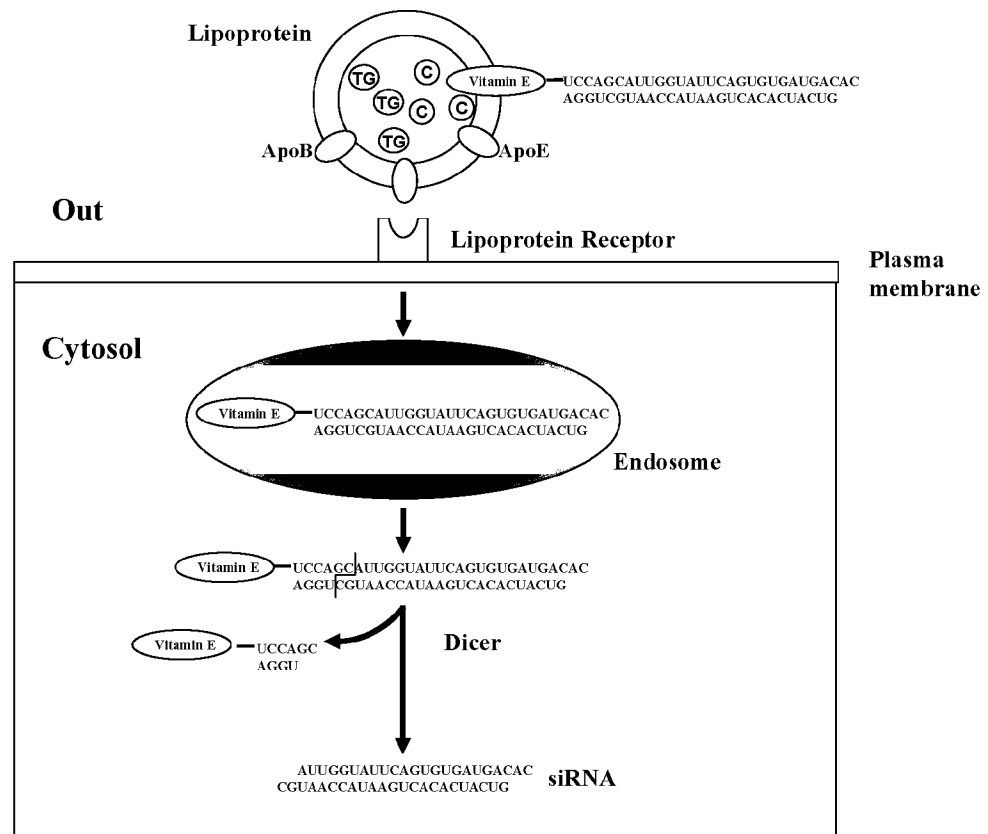 Lipoprotein
TG
C
TG
C
C
TG
Vitamin E
UCCAGCAUUGGUAUUCAGUGUGAUGACAC
AGGUCGUAACCAUAAGUCACACUACUG
ApoB
ApoE
Out
Lipoprotein Receptor
Plasma
membrane
Cytosol
Vitamin E
UCCAGCAUUGGUAUUCAGUGUGAUGACAC
AGGUCGUAACCAUAAGUCACACUACUG
Endosome
Vitamin E
UCCAGCAUUGGUAUUCAGUGUGAUGACAC
AGGUCGUAACCAUAAGUCACACUACUG
Dicer
Vitamin E
UCCAGC
AGGU
AUUGGUAUUCAGUGUGAUGACAC
CGUAACCAUAAGUCACACUACUG
siRNA